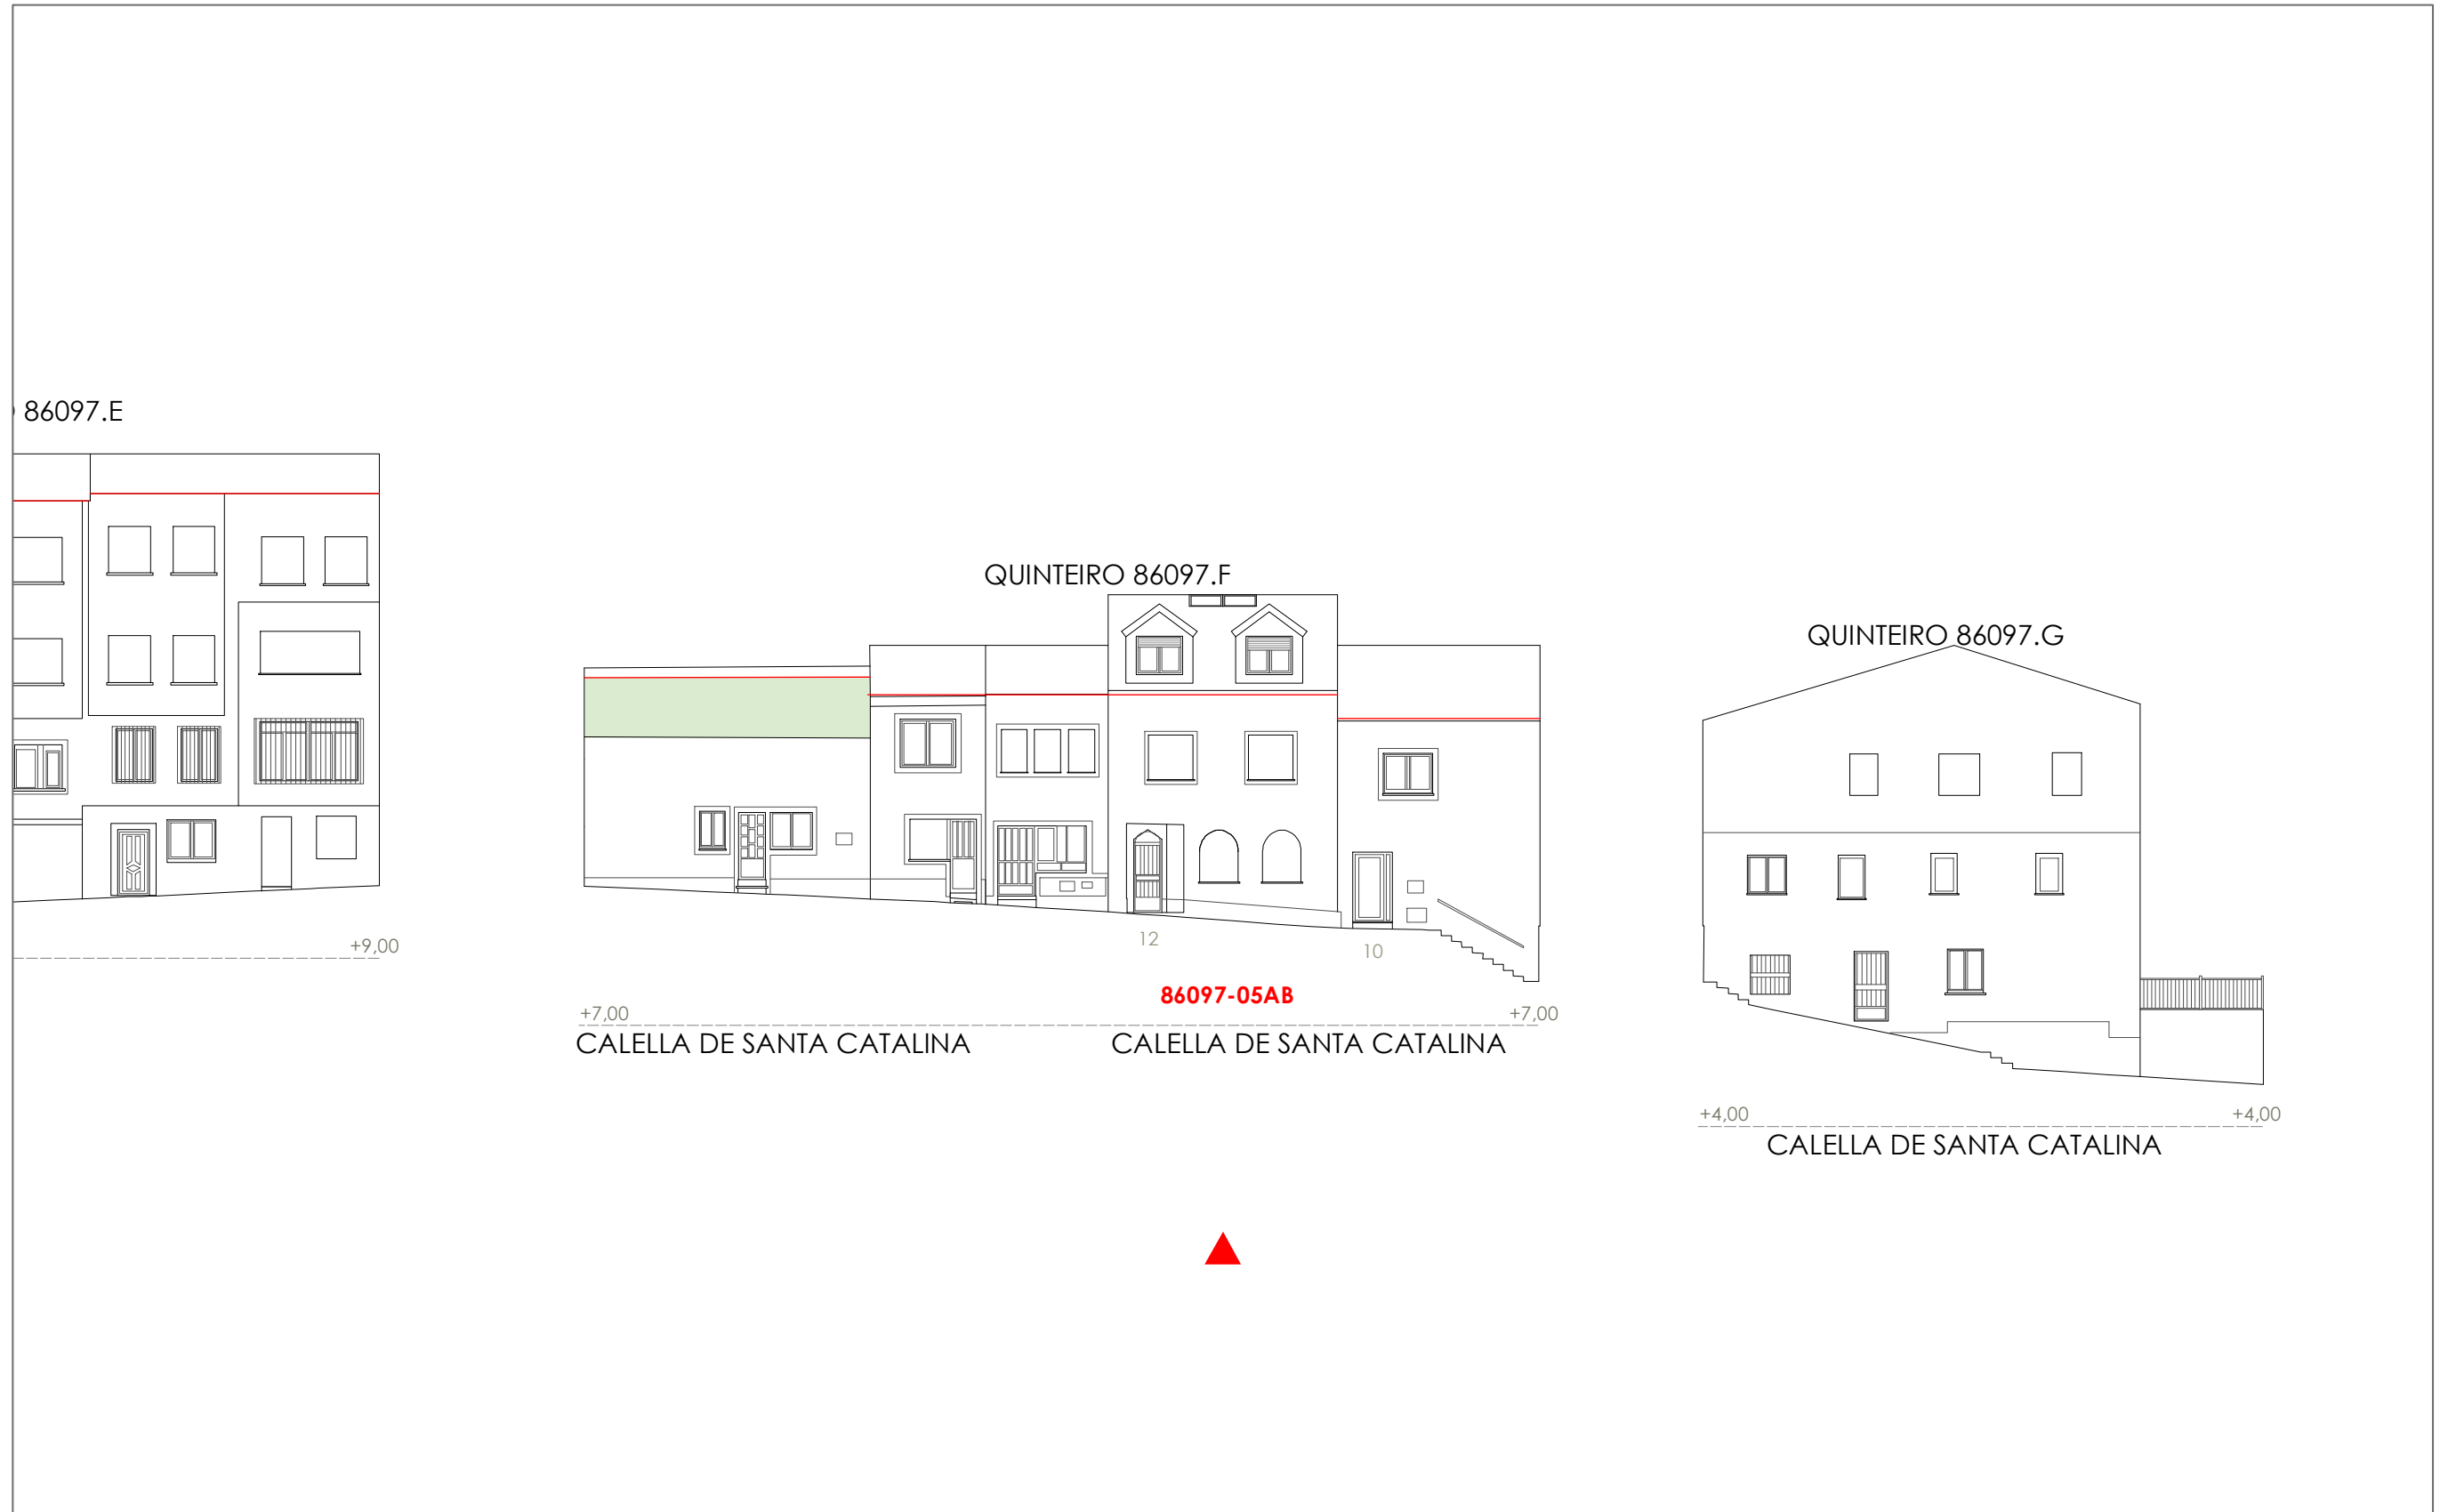 86097.E
+9,00
QUINTEIRO 86097.F
12
10
86097-05AB
+7,00
+7,00
CALELLA DE SANTA CATALINA
CALELLA DE SANTA CATALINA
QUINTEIRO 86097.G
+4,00
+4,00
CALELLA DE SANTA CATALINA